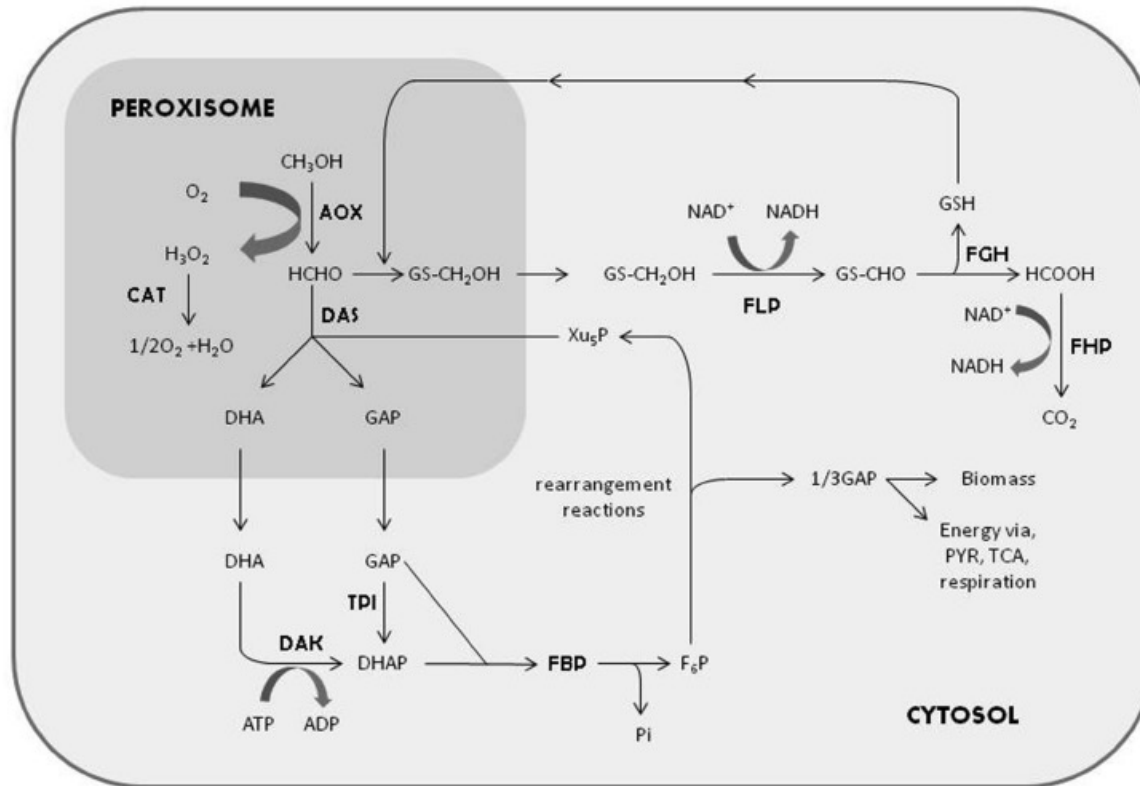 PEROXISOME
CH₃OH
O₂
AOX
H₃O₂
HCHO
GS-CH₂OH
CAT
DAS
1/2O₂ +H₂O
DHA
GAP
GS-CH₂OH
NAD⁺
NADH
FLP
GS-CHO
GSH
FGH
HCOOH
NAD⁺
NADH
FHP
CO₂
Xu₅P
rearrangement
reactions
1/3GAP
Biomass
Energy via,
PYR, TCA,
respiration
DHA
GAP
TPI
DAK
DHAP
FBP
F₆P
ATP
ADP
Pi
CYTOSOL